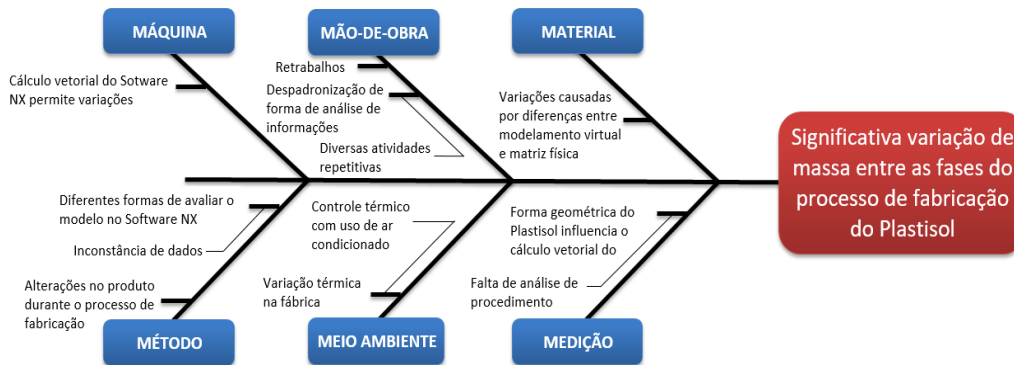 MÁQUINA
MÃO-DE-OBRA
MATERIAL
Cálculo vetorial do Sotware
NX permite variações
Retrabalhos
Despadronização de
forma de análise de
informações
Diversas atividades
repetitivas
Variações causadas
por diferenças entre
modelamento virtual
e matriz física
Significativa variação de
massa entre as fases do
processo de fabricação
do Plastisol
Diferentes formas de avaliar o
modelo no Software NX
Inconstância de dados
Alterações no produto
durante o processo de
fabricação
Controle térmico
com uso de ar
condicionado
Variação térmica
na fábrica
Forma geométrica do
Plastisol influencia o
cálculo vetorial do
Falta de análise de
procedimento
MÉTODO
MEIO AMBIENTE
MEDIÇÃO